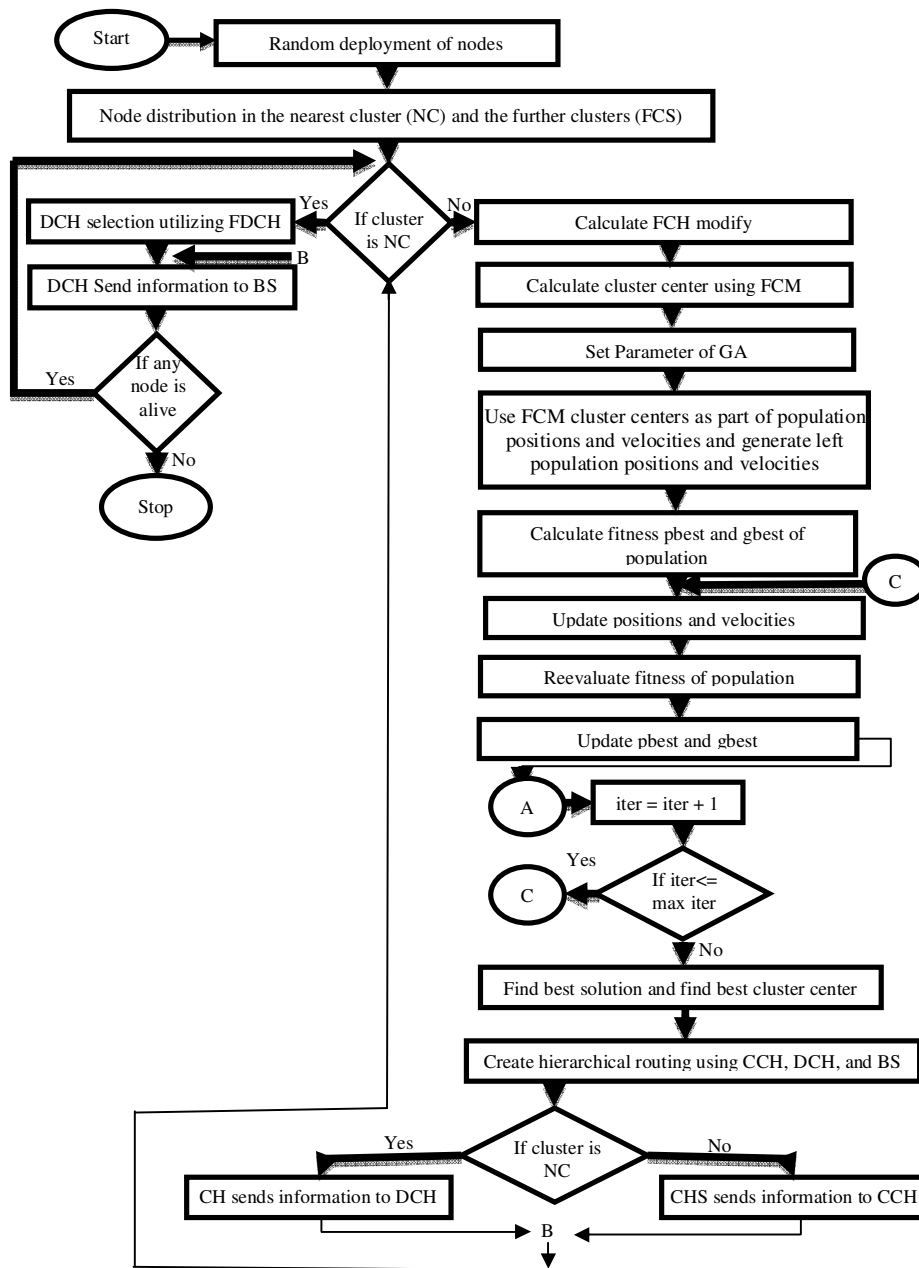 Start
Random deployment of nodes
Node distribution in the nearest cluster (NC) and the further clusters (FCS)
If cluster
is NC
Yes
No
DCH selection utilizing FDCH
B
DCH Send information to BS
If any
node is
alive
Yes
No
Stop
Calculate FCH modify
Calculate cluster center using FCM
Set Parameter of GA
Use FCM cluster centers as part of population
positions and velocities and generate left
population positions and velocities
Calculate fitness pbest and gbest of
population
C
Update positions and velocities
Reevaluate fitness of population
Update pbest and gbest
A
iter = iter + 1
If iter<=
max iter
Yes
C
No
Find best solution and find best cluster center
Create hierarchical routing using CCH, DCH, and BS
If cluster is
NC
Yes
No
CH sends information to DCH
CHS sends information to CCH
B